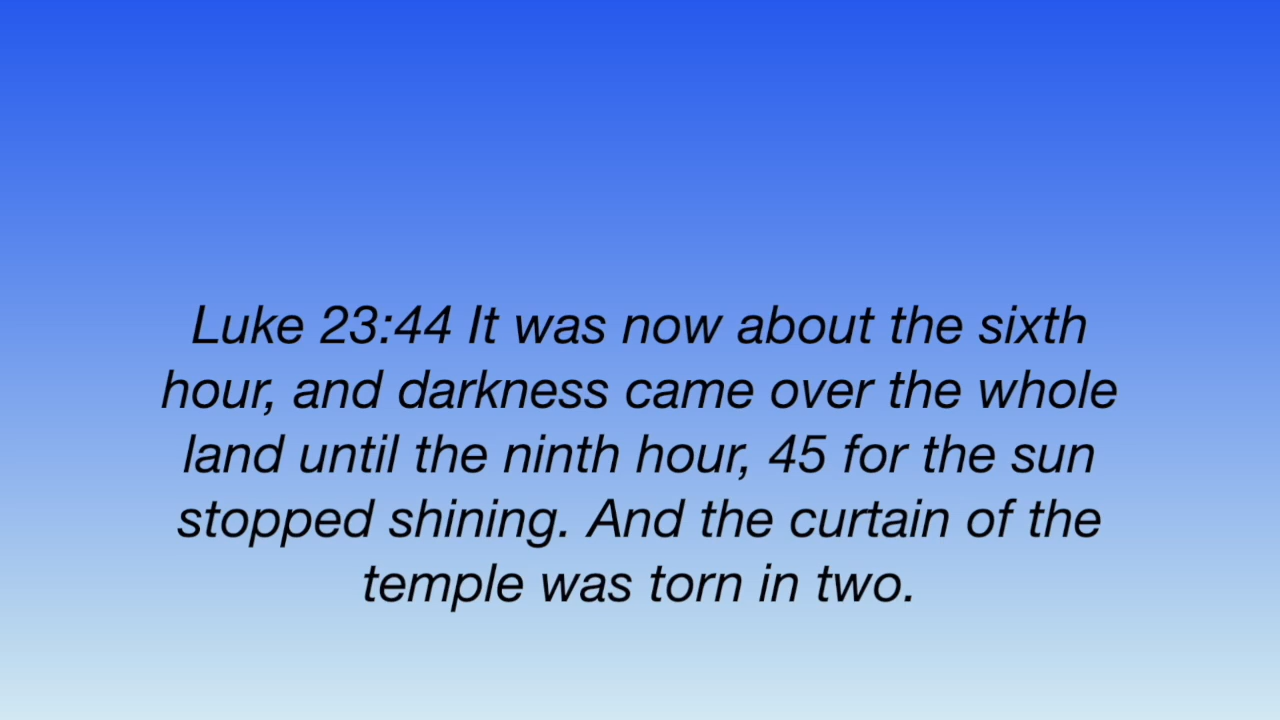 Luke 23:44 It was now about the sixth
hour, and darkness came over the whole
land until the ninth hour, 45 for the sun
stopped shining. And the curtain of the
temple was torn in two.